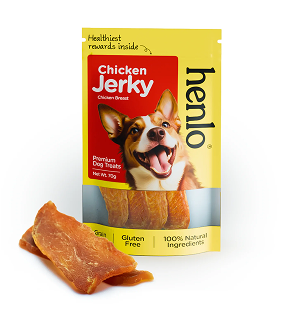 Healthiest
rewards inside
henlo
Chicken
Jerky
Chicken Breast
Premium
Dog Treats
Net Wt. 70g
Gluten
Free
100% Natural
Ingredients